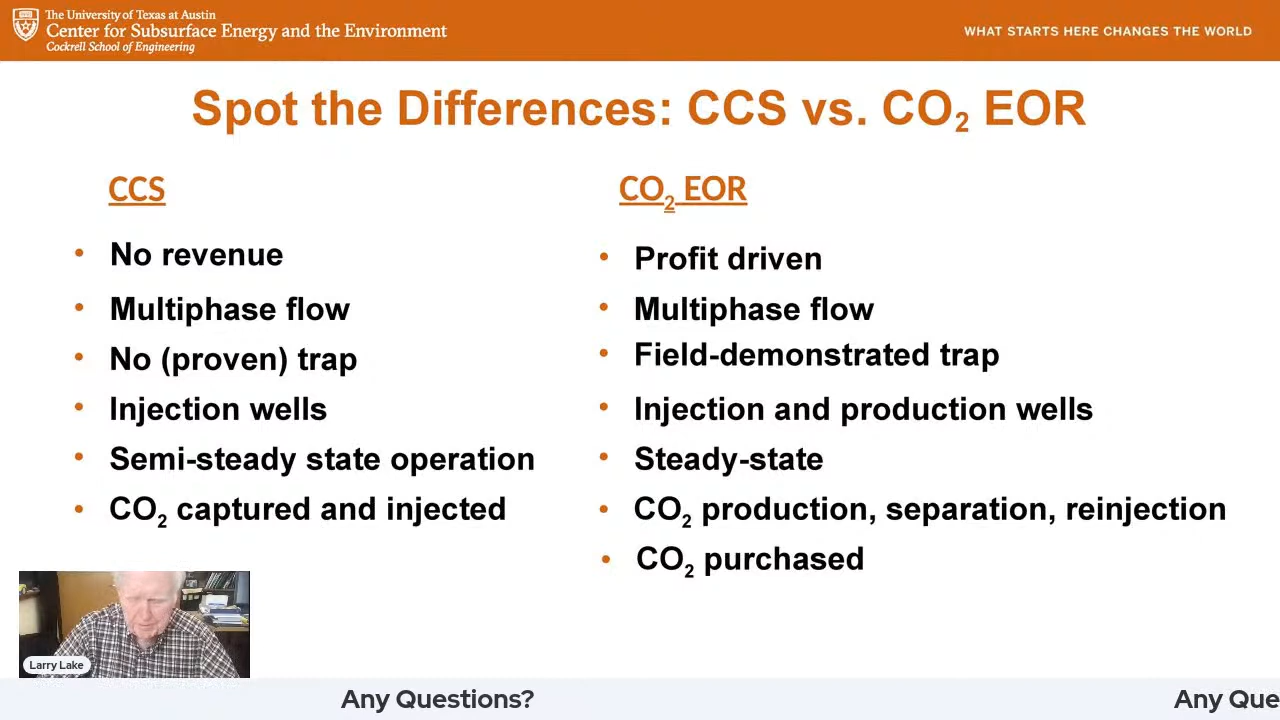 The University of Texas at Austin
Center for Subsurface Energy and the Environment
Cockrell School of Engineering
WHAT STARTS HERE CHANGES THE WORLD
Spot the Differences: CCS vs. CO₂ EOR
CCS
• No revenue
• Multiphase flow
• No (proven) trap
• Injection wells
• Semi-steady state operation
• CO₂ captured and injected
CO₂ EOR
• Profit driven
• Multiphase flow
• Field-demonstrated trap
• Injection and production wells
• Steady-state
• CO₂ production, separation, reinjection
• CO₂ purchased
Larry Lake
Any Questions?
Any Que